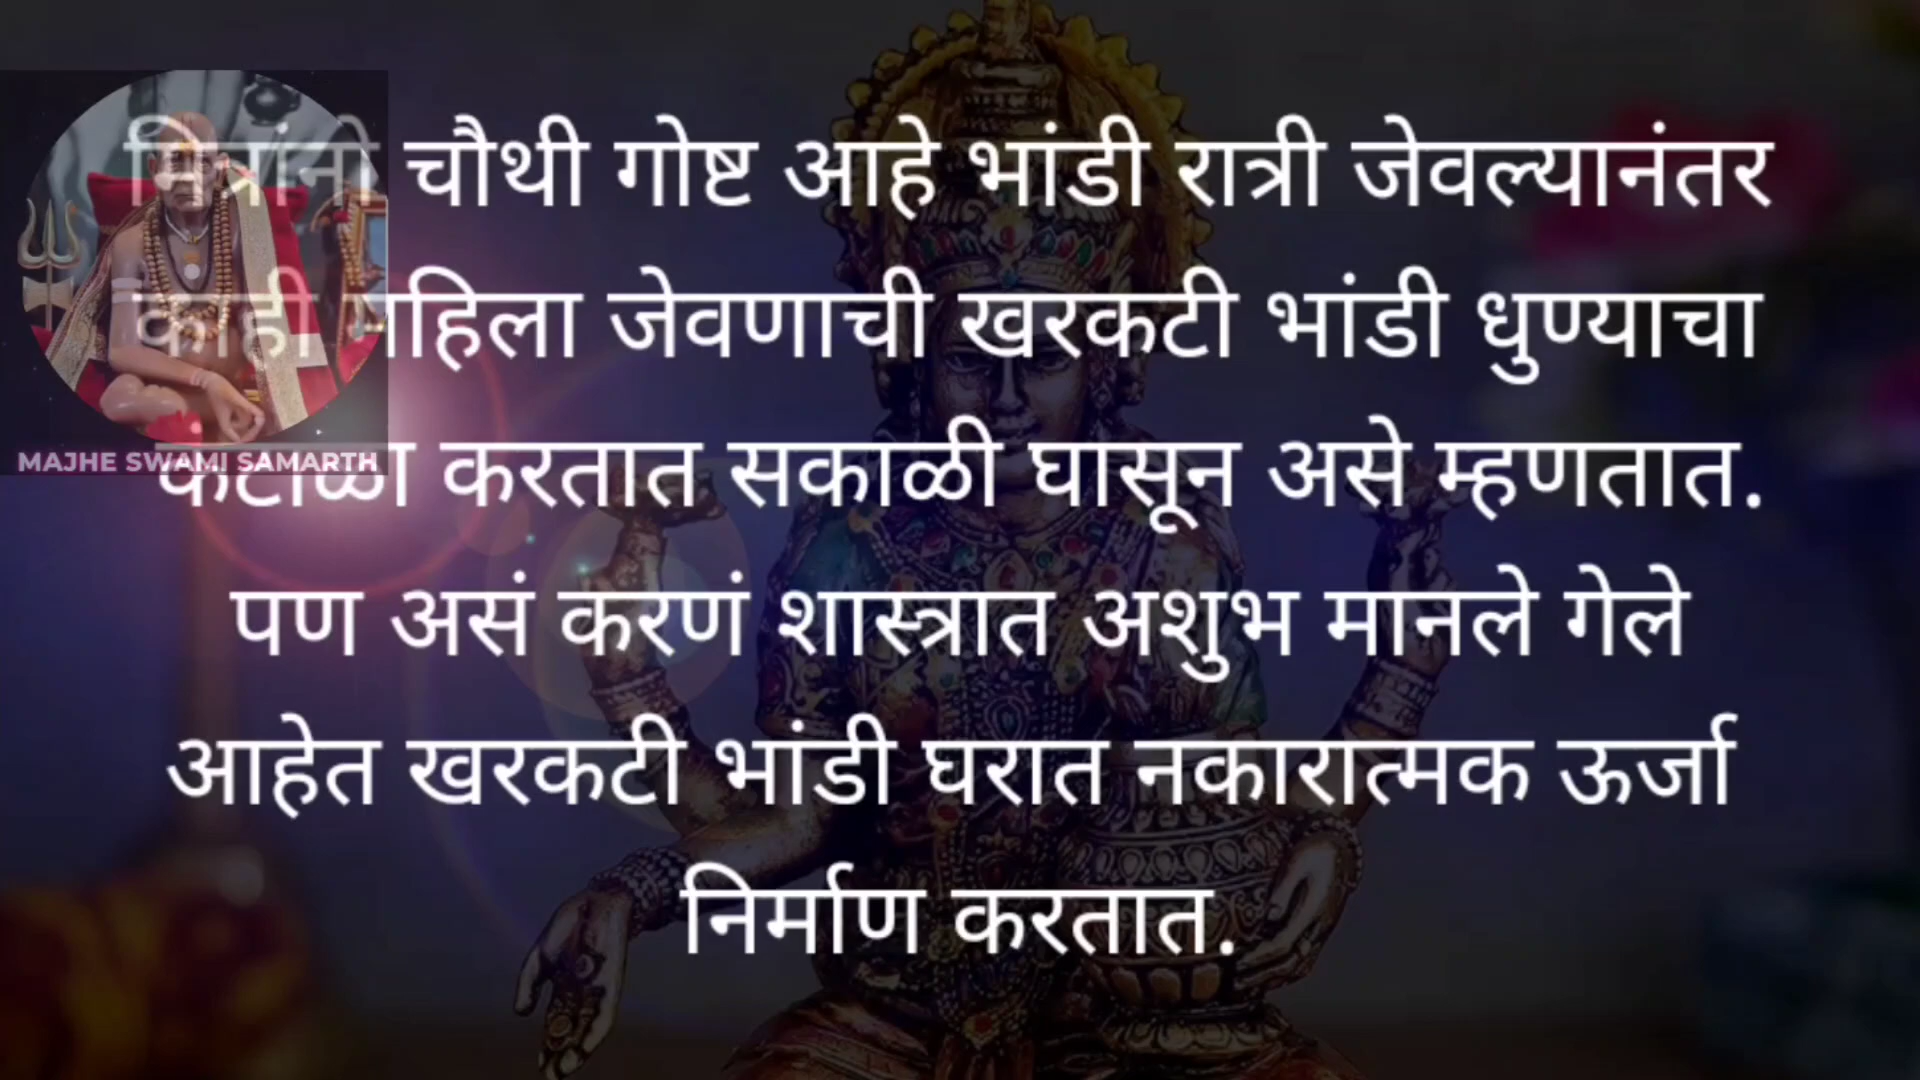 मित्रांनो चौथी गोष्ट आहे भांडी रात्री जेवल्यानंतर
काही महिला जेवणाची खरकटी भांडी धुण्याचा
कंटाळा करतात सकाळी घासून असे म्हणतात.
पण असं करणं शास्त्रात अशुभ मानले गेले
आहेत खरकटी भांडी घरात नकारात्मक ऊर्जा
निर्माण करतात.
MAJHE SWAMI SAMARTH